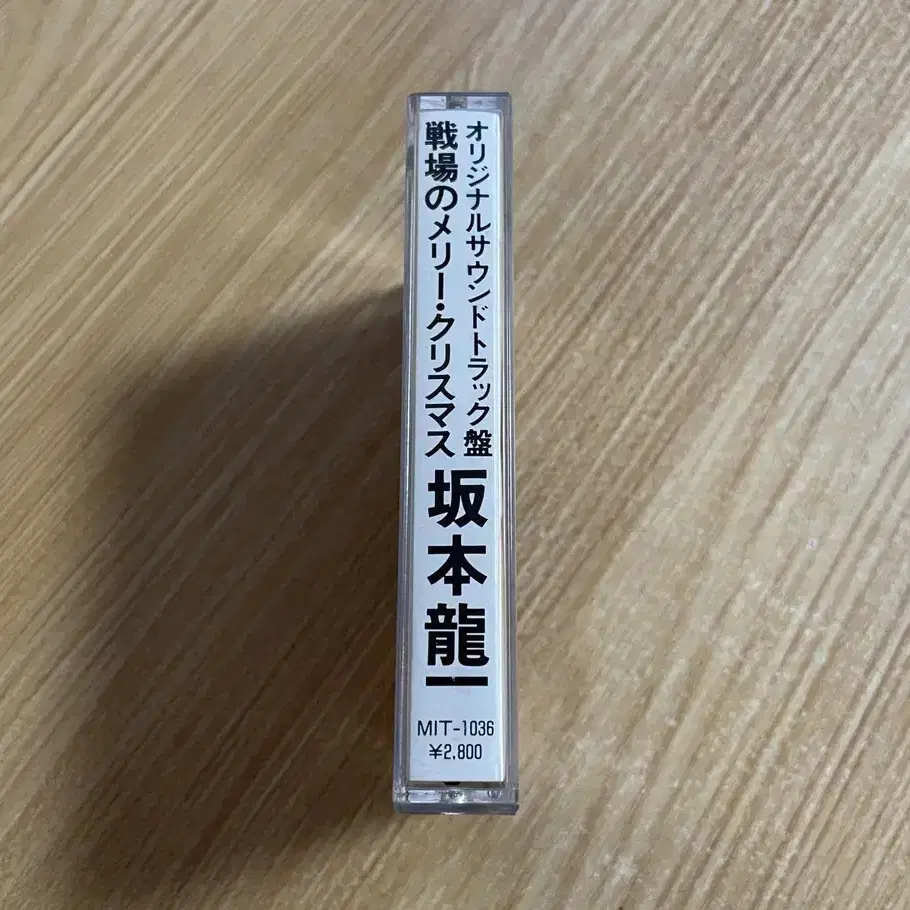 オリジナルサウンドトラック盤
戦場のメリー・クリスマス
坂本龍一
MIT-1036
¥2,800